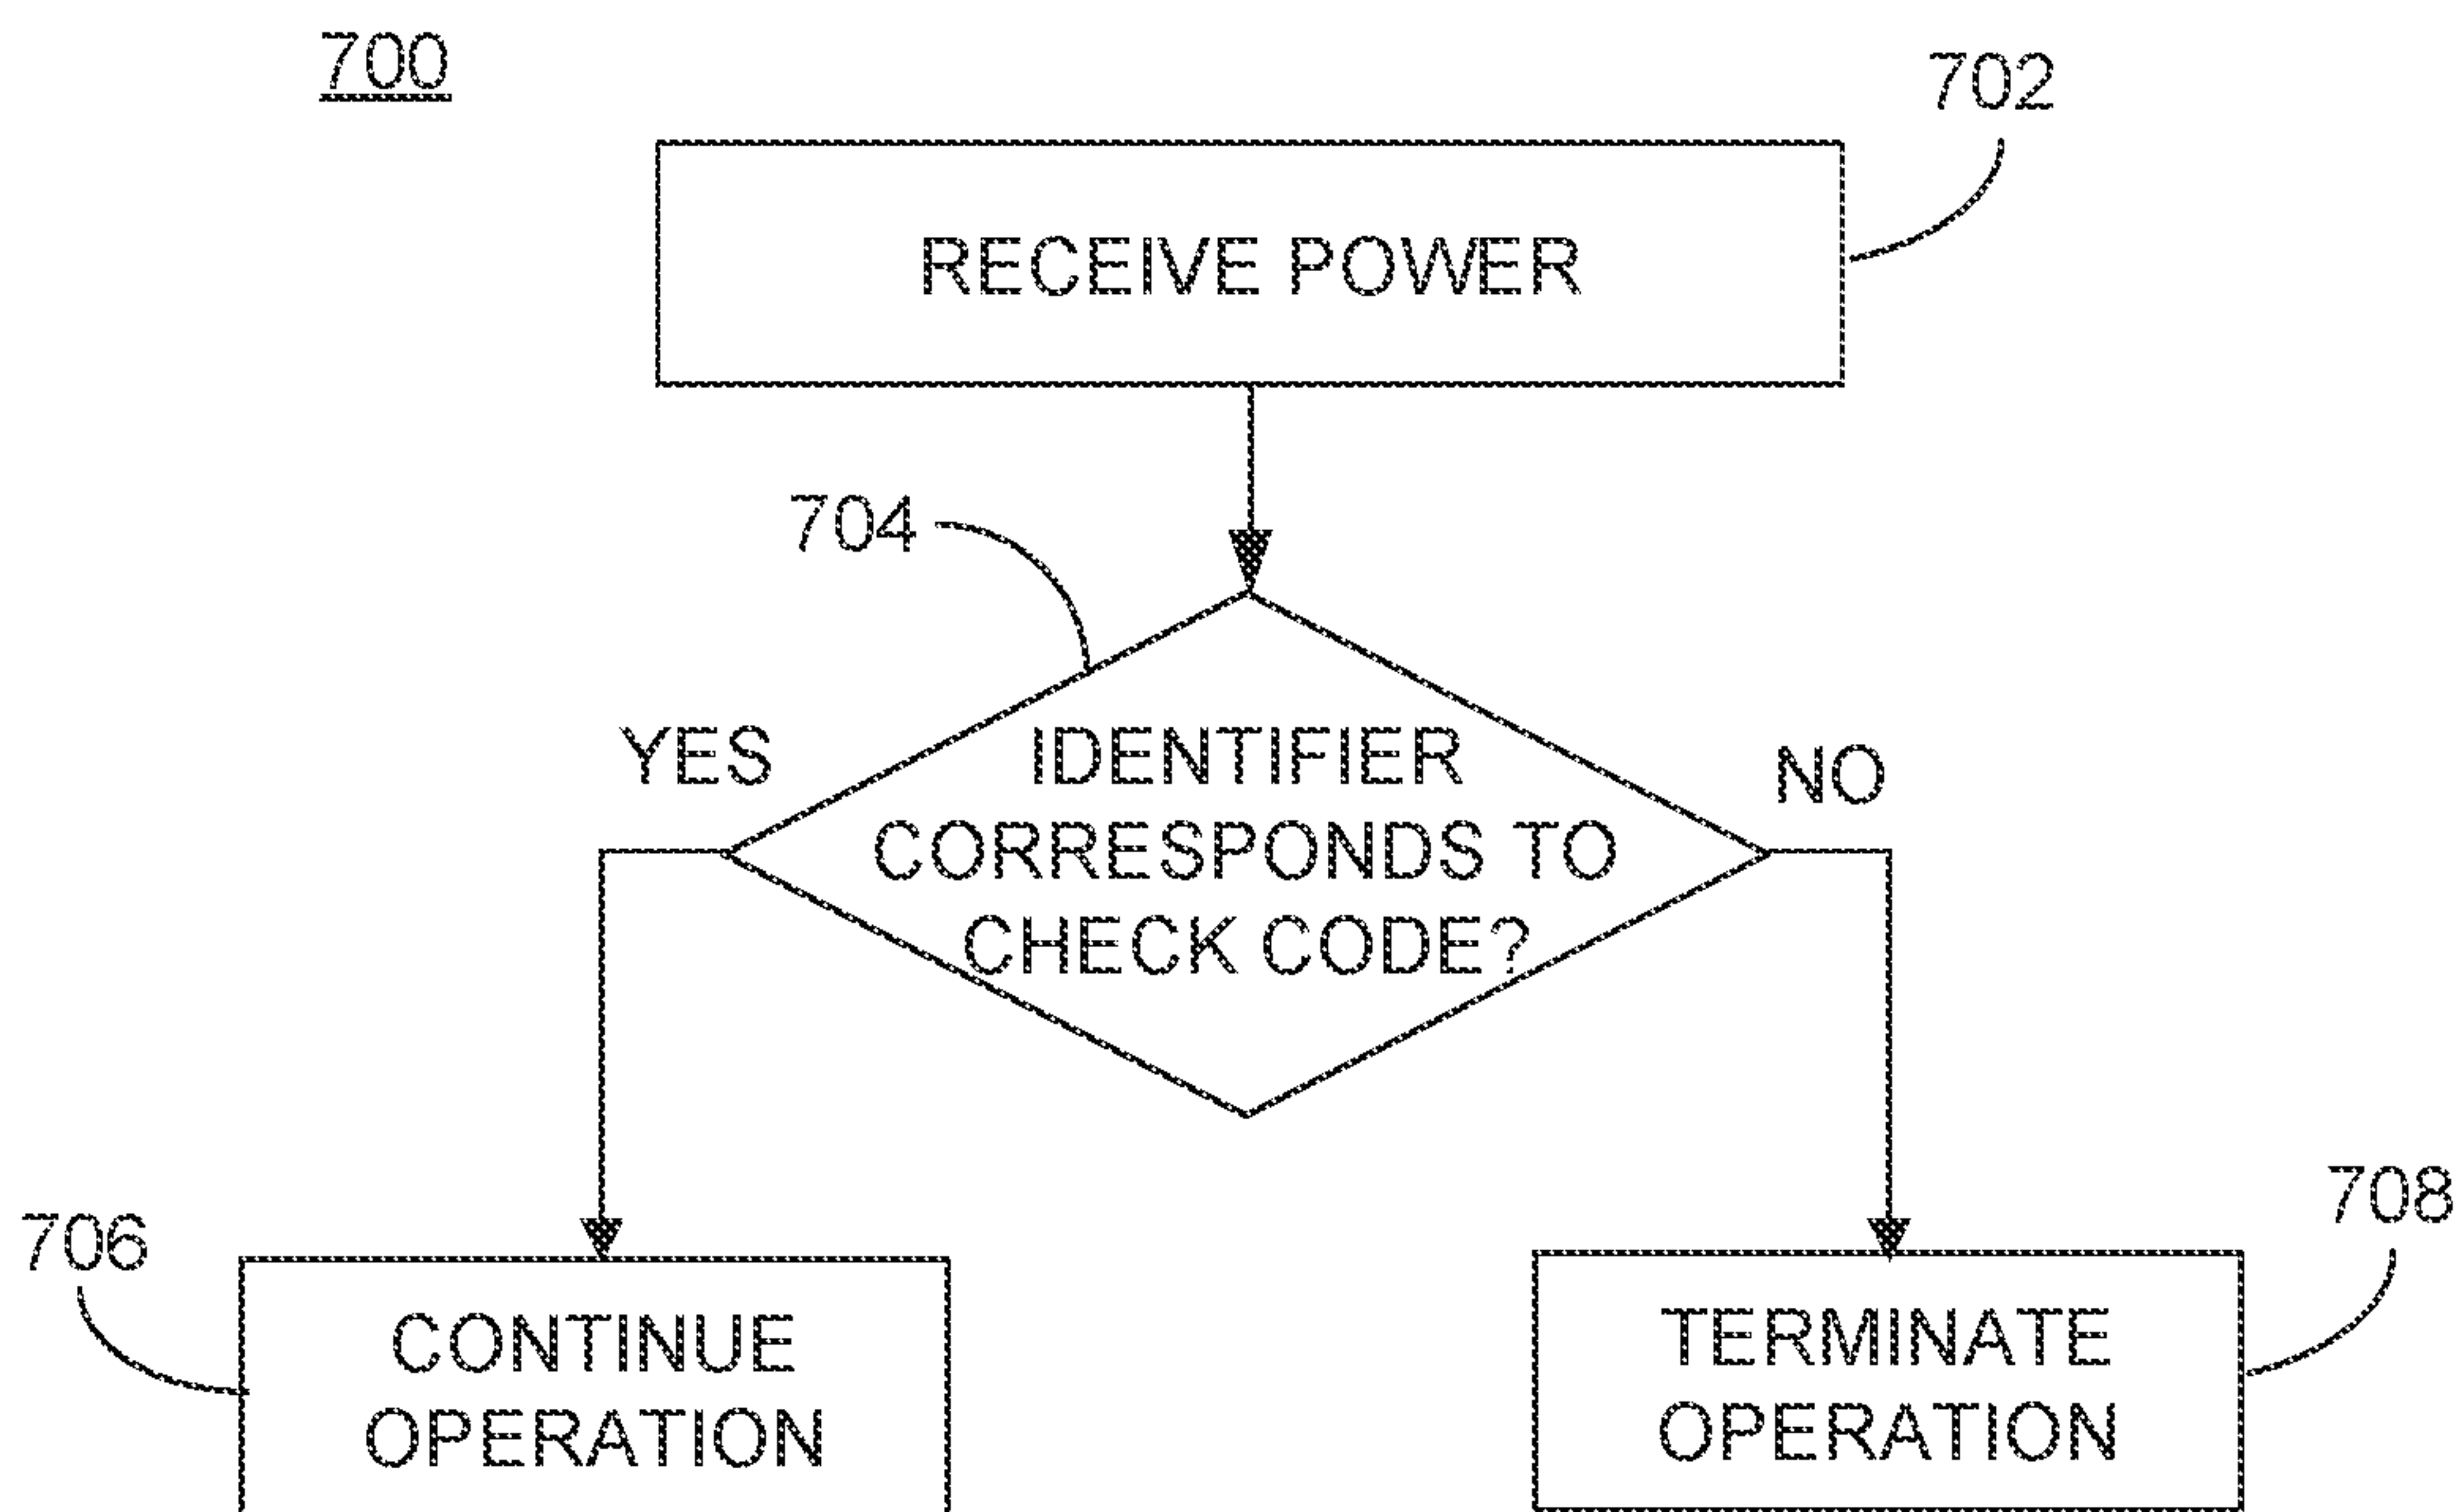 700
702
RECEIVE POWER
704
YES
IDENTIFIER
CORRESPONDS TO
CHECK CODE?
NO
706
CONTINUE
OPERATION
708
TERMINATE
OPERATION